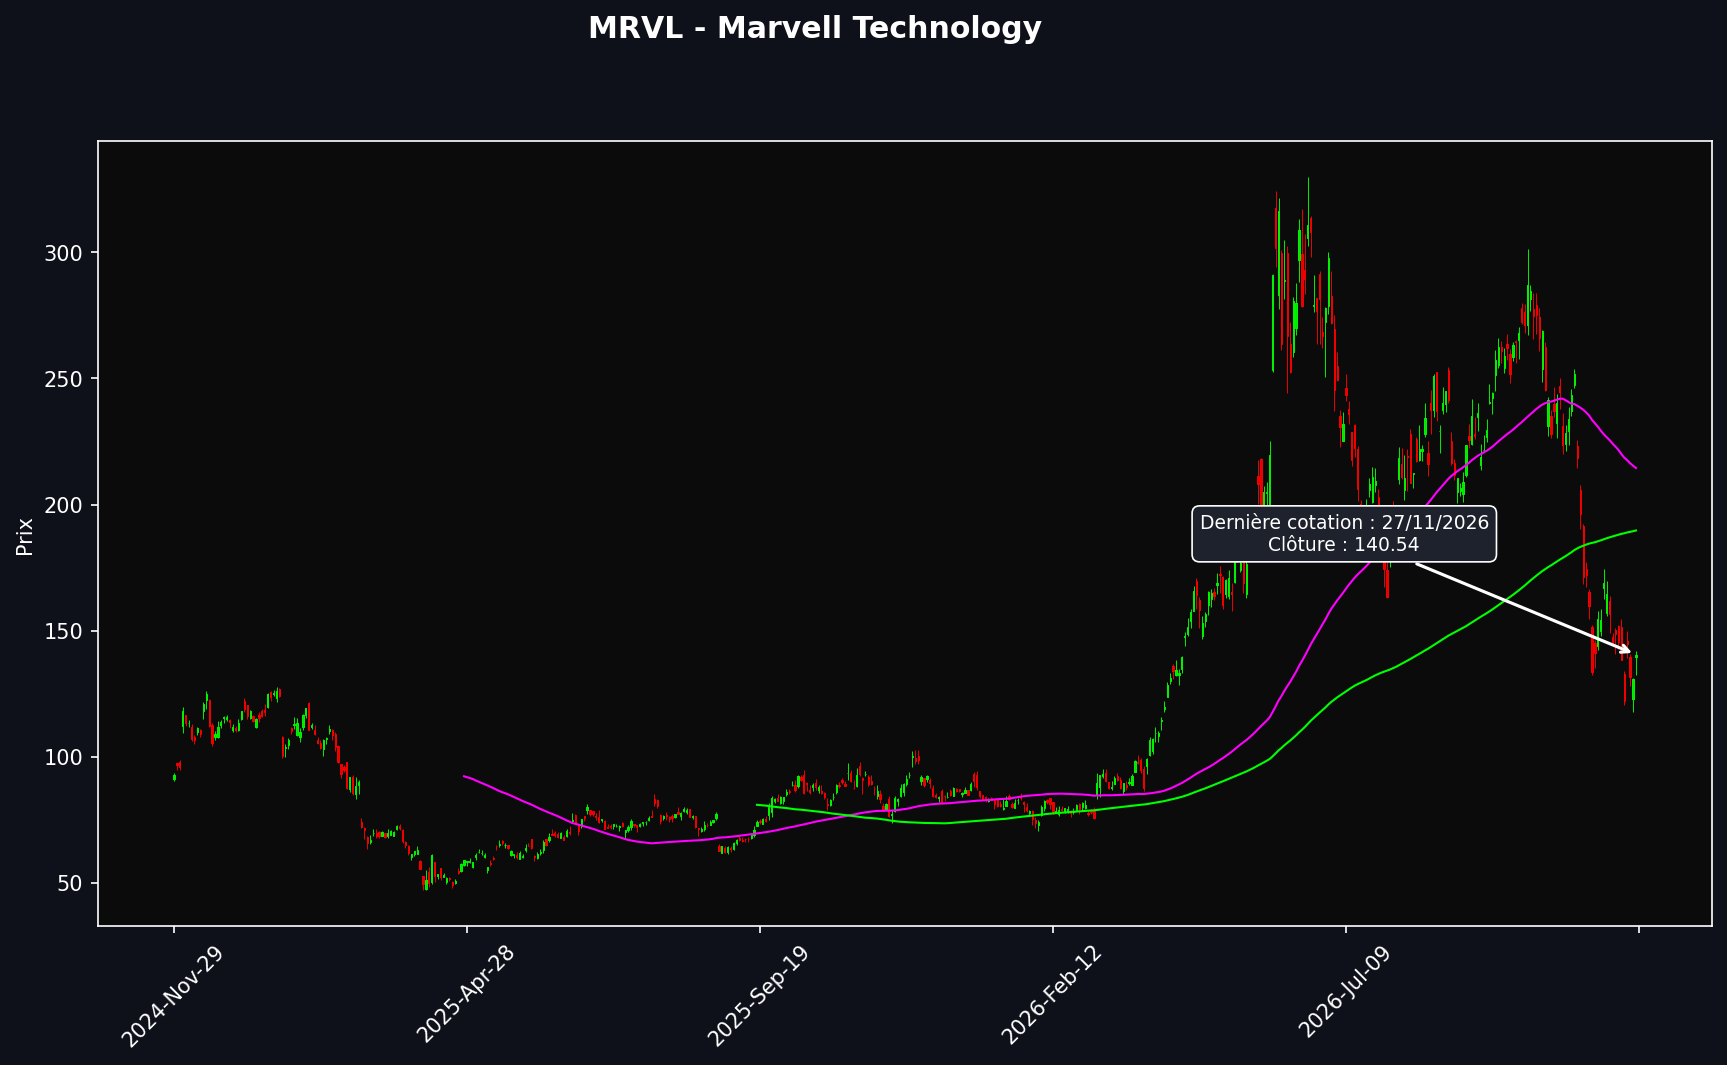 MRVL - Marvell Technology
Prix
300
250
200
150
100
50
Dernière cotation : 27/11/2026
Clôture : 140.54
2024-Nov-29
2025-Apr-28
2025-Sep-19
2026-Feb-12
2026-Jul-09